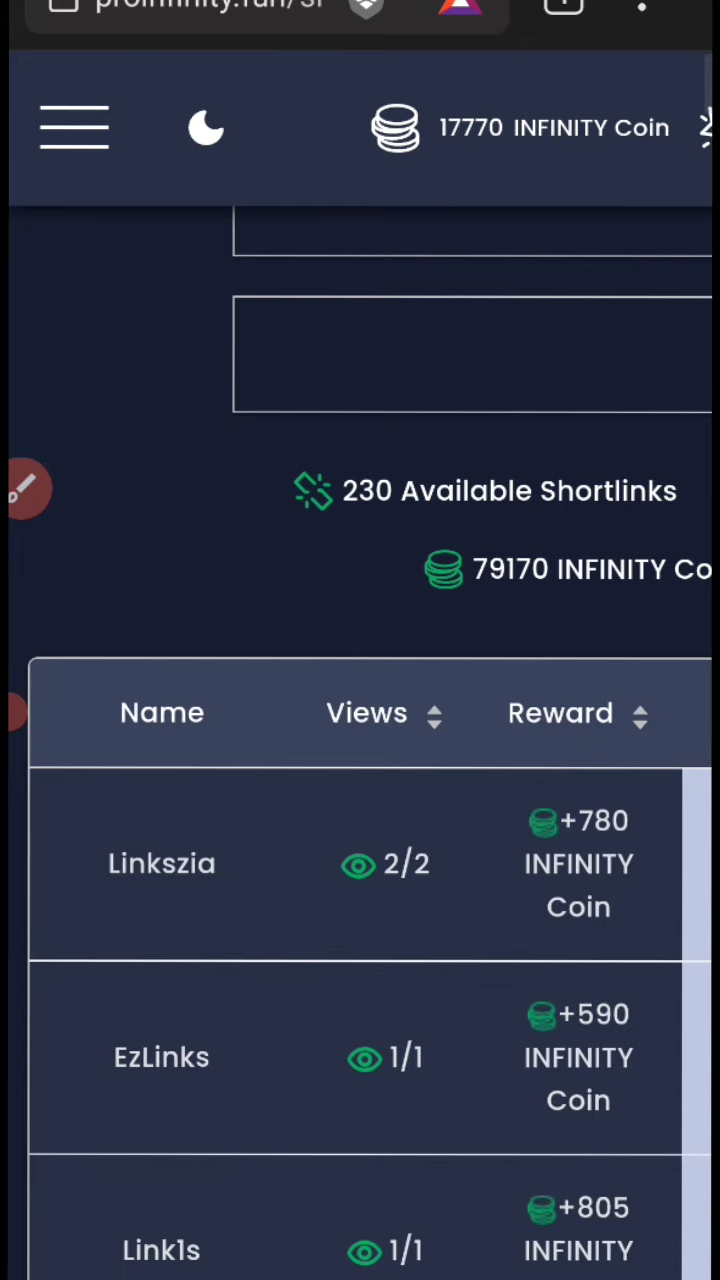 17770 INFINITY Coin
230 Available Shortlinks
79170 INFINITY Co
Name Views Reward
Linkszia 2/2 +780 INFINITY Coin
EzLinks 1/1 +590 INFINITY Coin
Link1s 1/1 +805 INFINITY